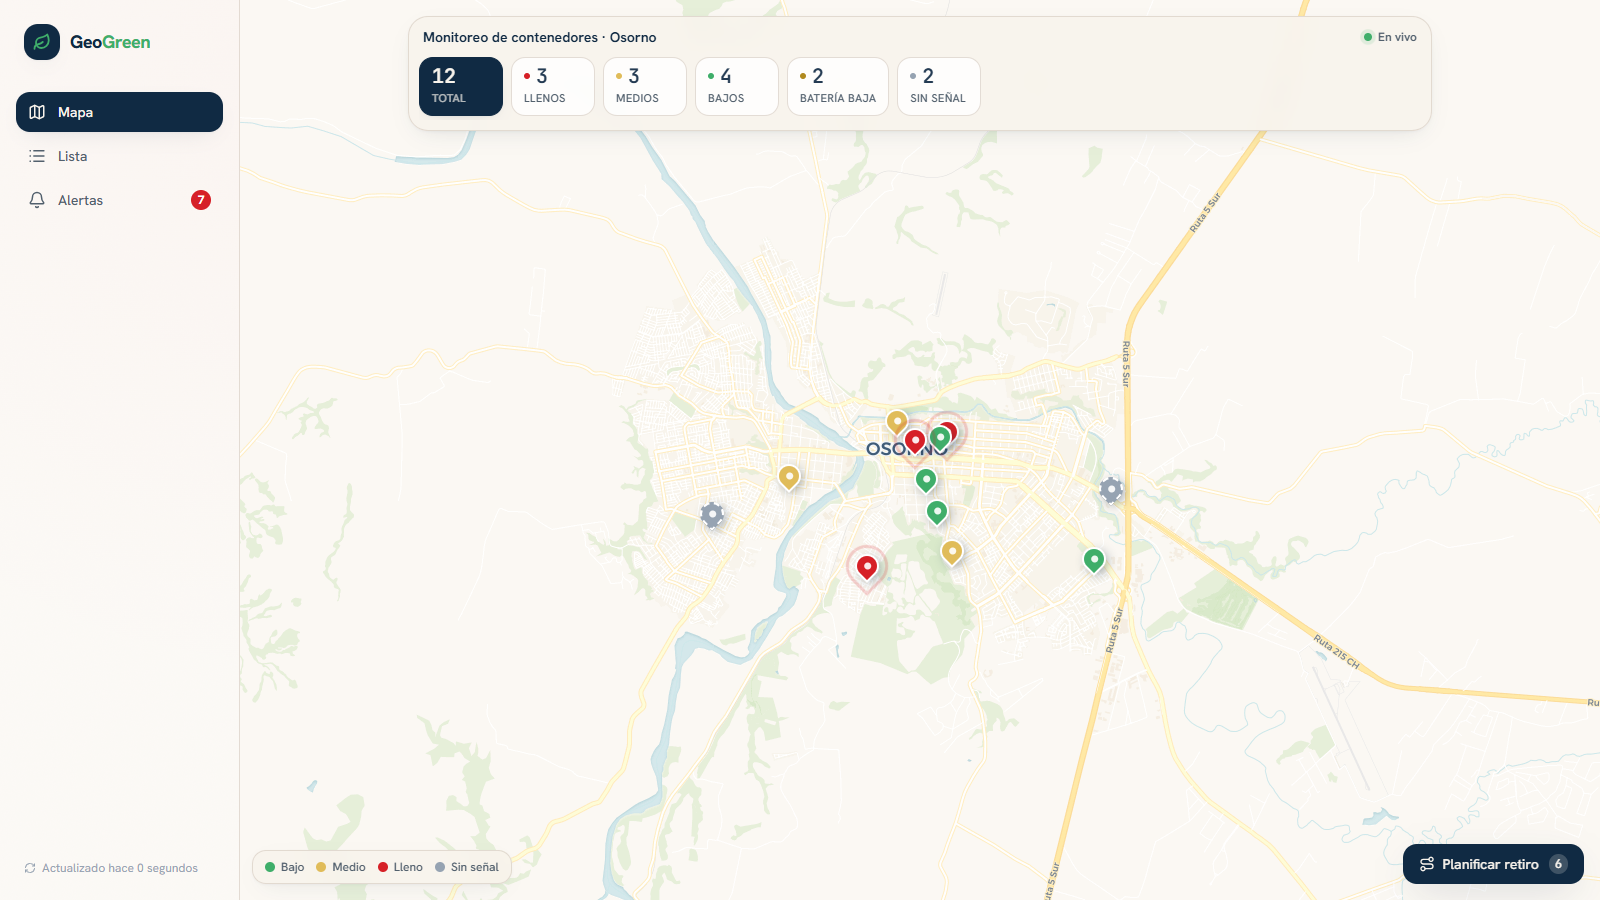 GeoGreen
Mapa
Lista
Alertas
7
Actualizado hace 0 segundos
Monitoreo de contenedores · Osorno
En vivo
12
TOTAL
3
LLENOS
3
MEDIOS
4
BAJOS
2
BATERÍA BAJA
2
SIN SEÑAL
Ruta 5 Sur
Ruta 5 Sur
Ruta 5 Sur
Ruta 215 CH
Bajo
Medio
Lleno
Sin señal
Planificar retiro
6